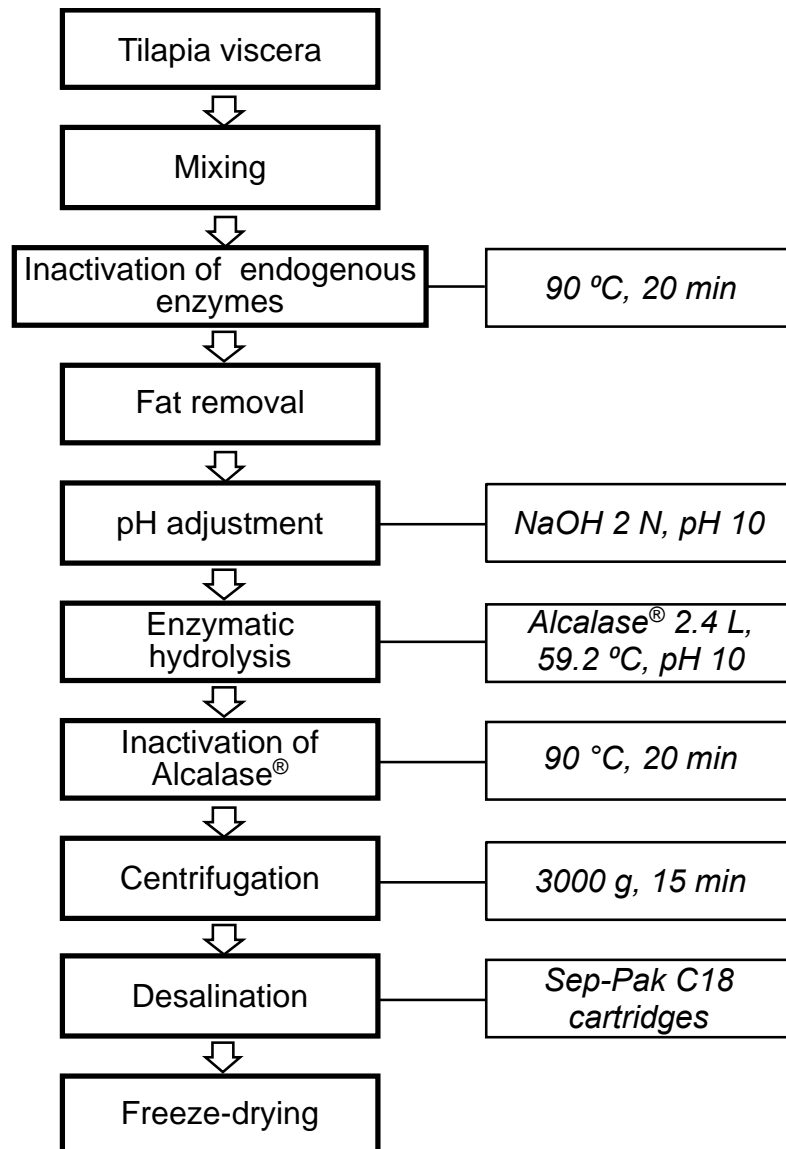 Tilapia viscera
Mixing
Inactivation of endogenous
enzymes
90 ºC, 20 min
Fat removal
pH adjustment
NaOH 2 N, pH 10
Enzymatic
hydrolysis
Alcalase® 2.4 L,
59.2 ºC, pH 10
Inactivation of
Alcalase®
90 °C, 20 min
Centrifugation
3000 g, 15 min
Desalination
Sep-Pak C18
cartridges
Freeze-drying